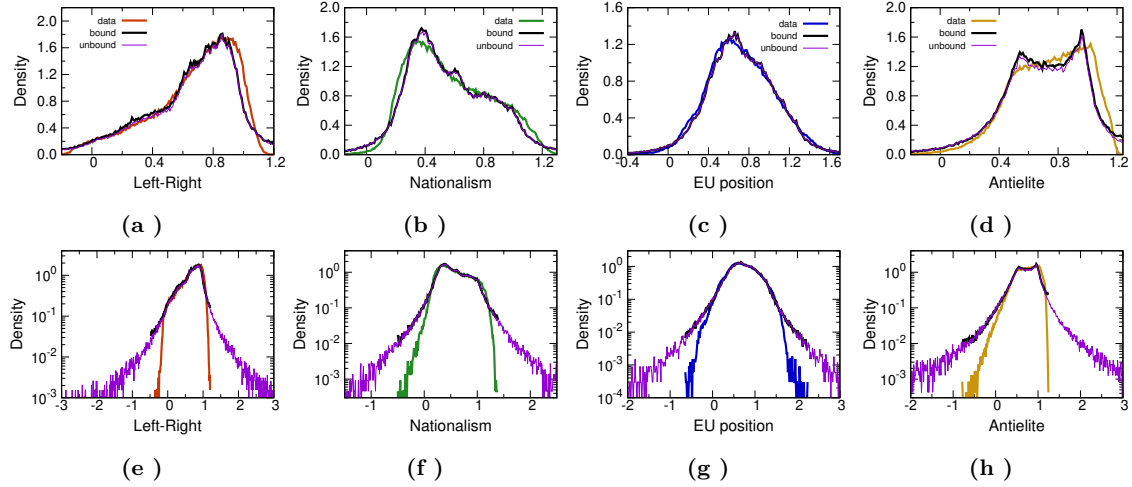 data
bound
unbound
Density
2.0
1.6
1.2
0.8
0.4
0.0
0 0.4 0.8 1.2
Left-Right
(a )
data
bound
unbound
Density
2.0
1.6
1.2
0.8
0.4
0.0
0 0.4 0.8 1.2
Nationalism
(b )
data
bound
unbound
Density
1.6
1.2
0.8
0.4
0.0
-0.4 0 0.4 0.8 1.2 1.6
EU position
(c )
data
bound
unbound
Density
2.0
1.6
1.2
0.8
0.4
0.0
0 0.4 0.8 1.2
Antielite
(d )
Density
10⁰
10⁻¹
10⁻²
10⁻³
-3 -2 -1 0 1 2 3
Left-Right
(e )
Density
10⁰
10⁻¹
10⁻²
10⁻³
-1 0 1 2
Nationalism
(f )
Density
10⁰
10⁻¹
10⁻²
10⁻³
10⁻⁴
-2 -1 0 1 2 3
EU position
(g )
Density
10⁰
10⁻¹
10⁻²
10⁻³
-2 -1 0 1 2 3
Antielite
(h )